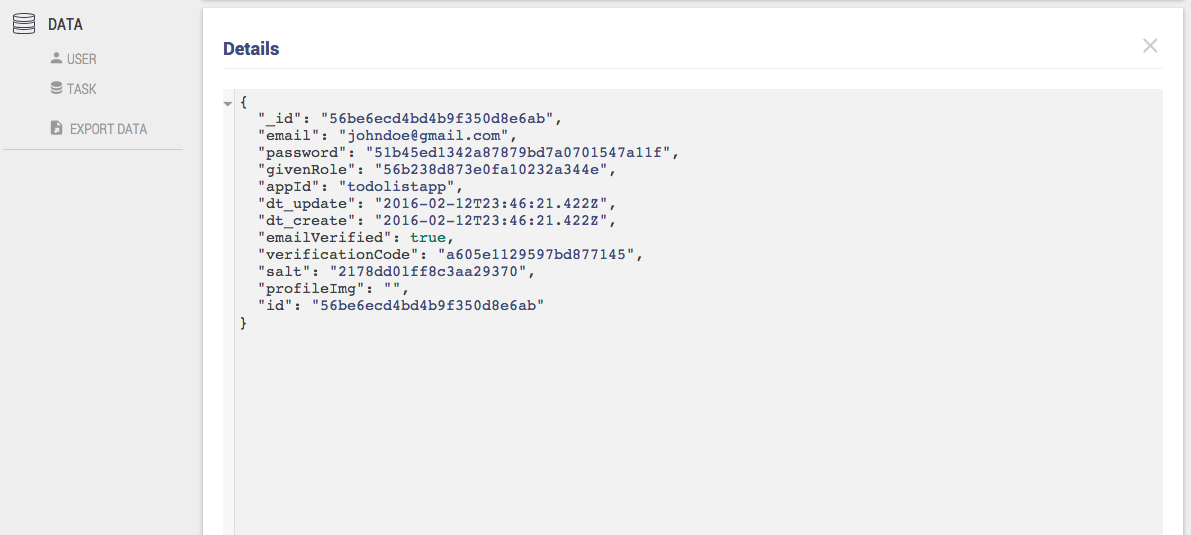 DATA
USER
TASK
EXPORT DATA
Details
{
"_id": "56be6ecd4bd4b9f350d8e6ab",
"email": "johndoe@gmail.com",
"password": "51b45ed1342a87879bd7a0701547a11f",
"givenRole": "56b238d873e0fa10232a344e",
"appId": "todolistapp",
"dt_update": "2016-02-12T23:46:21.422Z",
"dt_create": "2016-02-12T23:46:21.422Z",
"emailVerified": true,
"verificationCode": "a605e1129597bd877145",
"salt": "2178dd01ff8c3aa29370",
"profileImg": "",
"id": "56be6ecd4bd4b9f350d8e6ab"
}